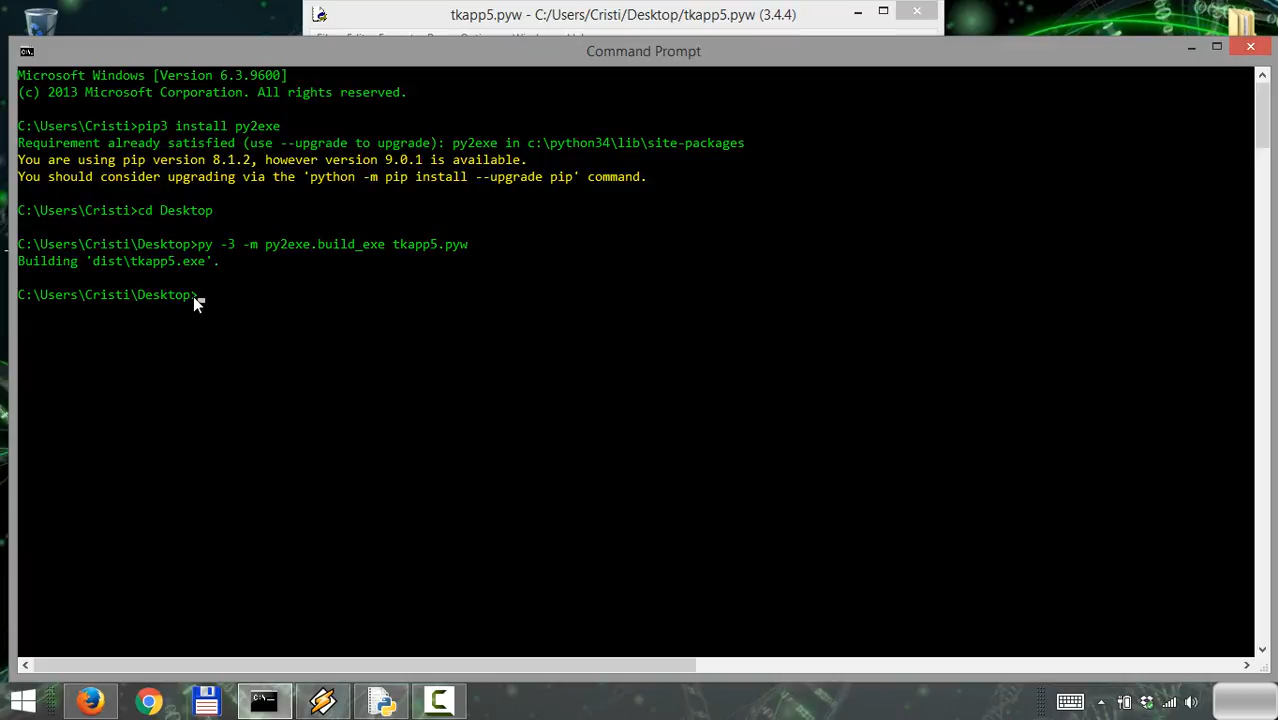 tkapp5.pyw - C:/Users/Cristi/Desktop/tkapp5.pyw (3.4.4)
Command Prompt
Microsoft Windows [Version 6.3.9600]
(c) 2013 Microsoft Corporation. All rights reserved.
C:\Users\Cristi>pip3 install py2exe
Requirement already satisfied (use --upgrade to upgrade): py2exe in c:\python34\lib\site-packages
You are using pip version 8.1.2, however version 9.0.1 is available.
You should consider upgrading via the 'python -m pip install --upgrade pip' command.
C:\Users\Cristi>cd Desktop
C:\Users\Cristi\Desktop>py -3 -m py2exe.build_exe tkapp5.pyw
Building 'dist\tkapp5.exe'.
C:\Users\Cristi\Desktop>